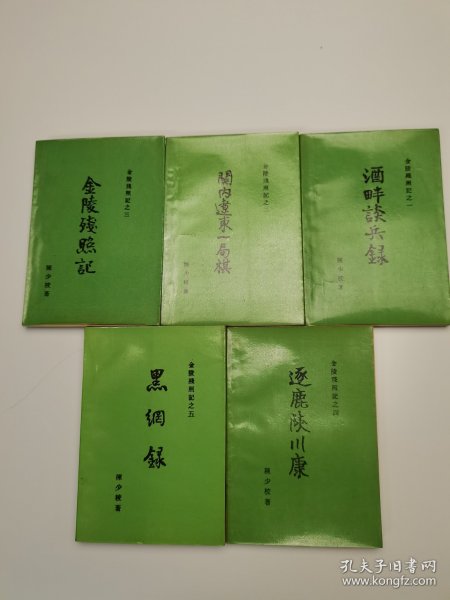 金陵殘照記之三
金陵殘照記
陳少校著
金陵殘照記之二
關內遼東一局棋
陳少校著
金陵殘照記之一
酒畔談兵錄
陳少校著
金陵殘照記之五
黑網錄
陳少校著
金陵殘照記之四
逐鹿陝川康
陳少校著
孔夫子旧书网
www.kongfz.com